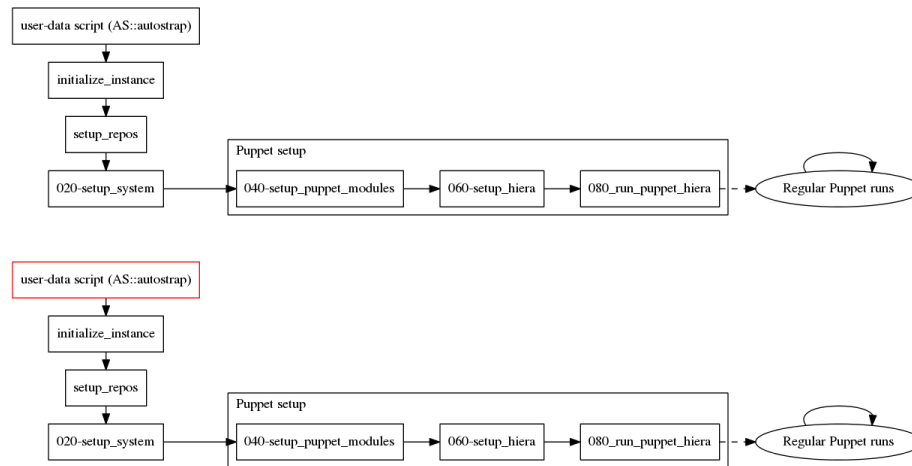 user-data script (AS::autostrap)
initialize_instance
setup_repos
Puppet setup
020-setup_system
040-setup_puppet_modules
060-setup_hiera
080_run_puppet_hiera
Regular Puppet runs
user-data script (AS::autostrap)
initialize_instance
setup_repos
Puppet setup
020-setup_system
040-setup_puppet_modules
060-setup_hiera
080_run_puppet_hiera
Regular Puppet runs